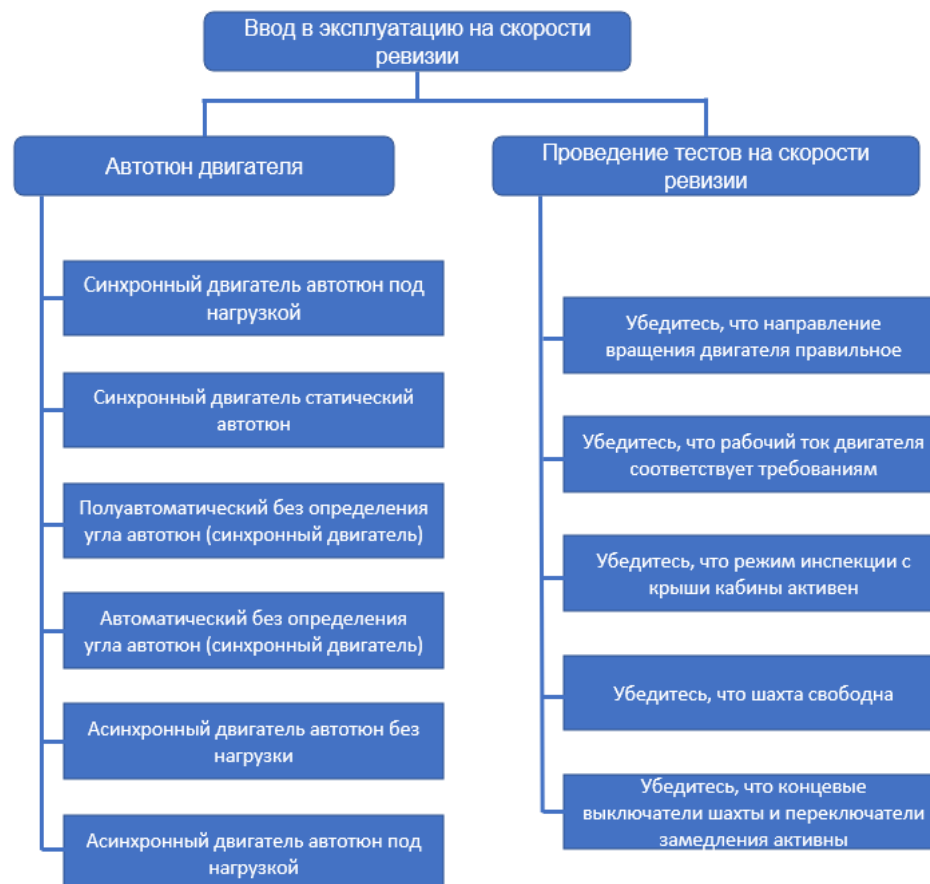 Ввод в эксплуатацию на скорости
ревизии
Автотюн двигателя
Синхронный двигатель автотюн под
нагрузкой
Синхронный двигатель статический
автотюн
Полуавтоматический без определения
угла автотюн (синхронный двигатель)
Автоматический без определения
угла автотюн (синхронный двигатель)
Асинхронный двигатель автотюн без
нагрузки
Асинхронный двигатель автотюн под
нагрузкой
Проведение тестов на скорости
ревизии
Убедитесь, что направление
вращения двигателя правильное
Убедитесь, что рабочий ток двигателя
соответствует требованиям
Убедитесь, что режим инспекции с
крыши кабины активен
Убедитесь, что шахта свободна
Убедитесь, что концевые
выключатели шахты и переключатели
замедления активны